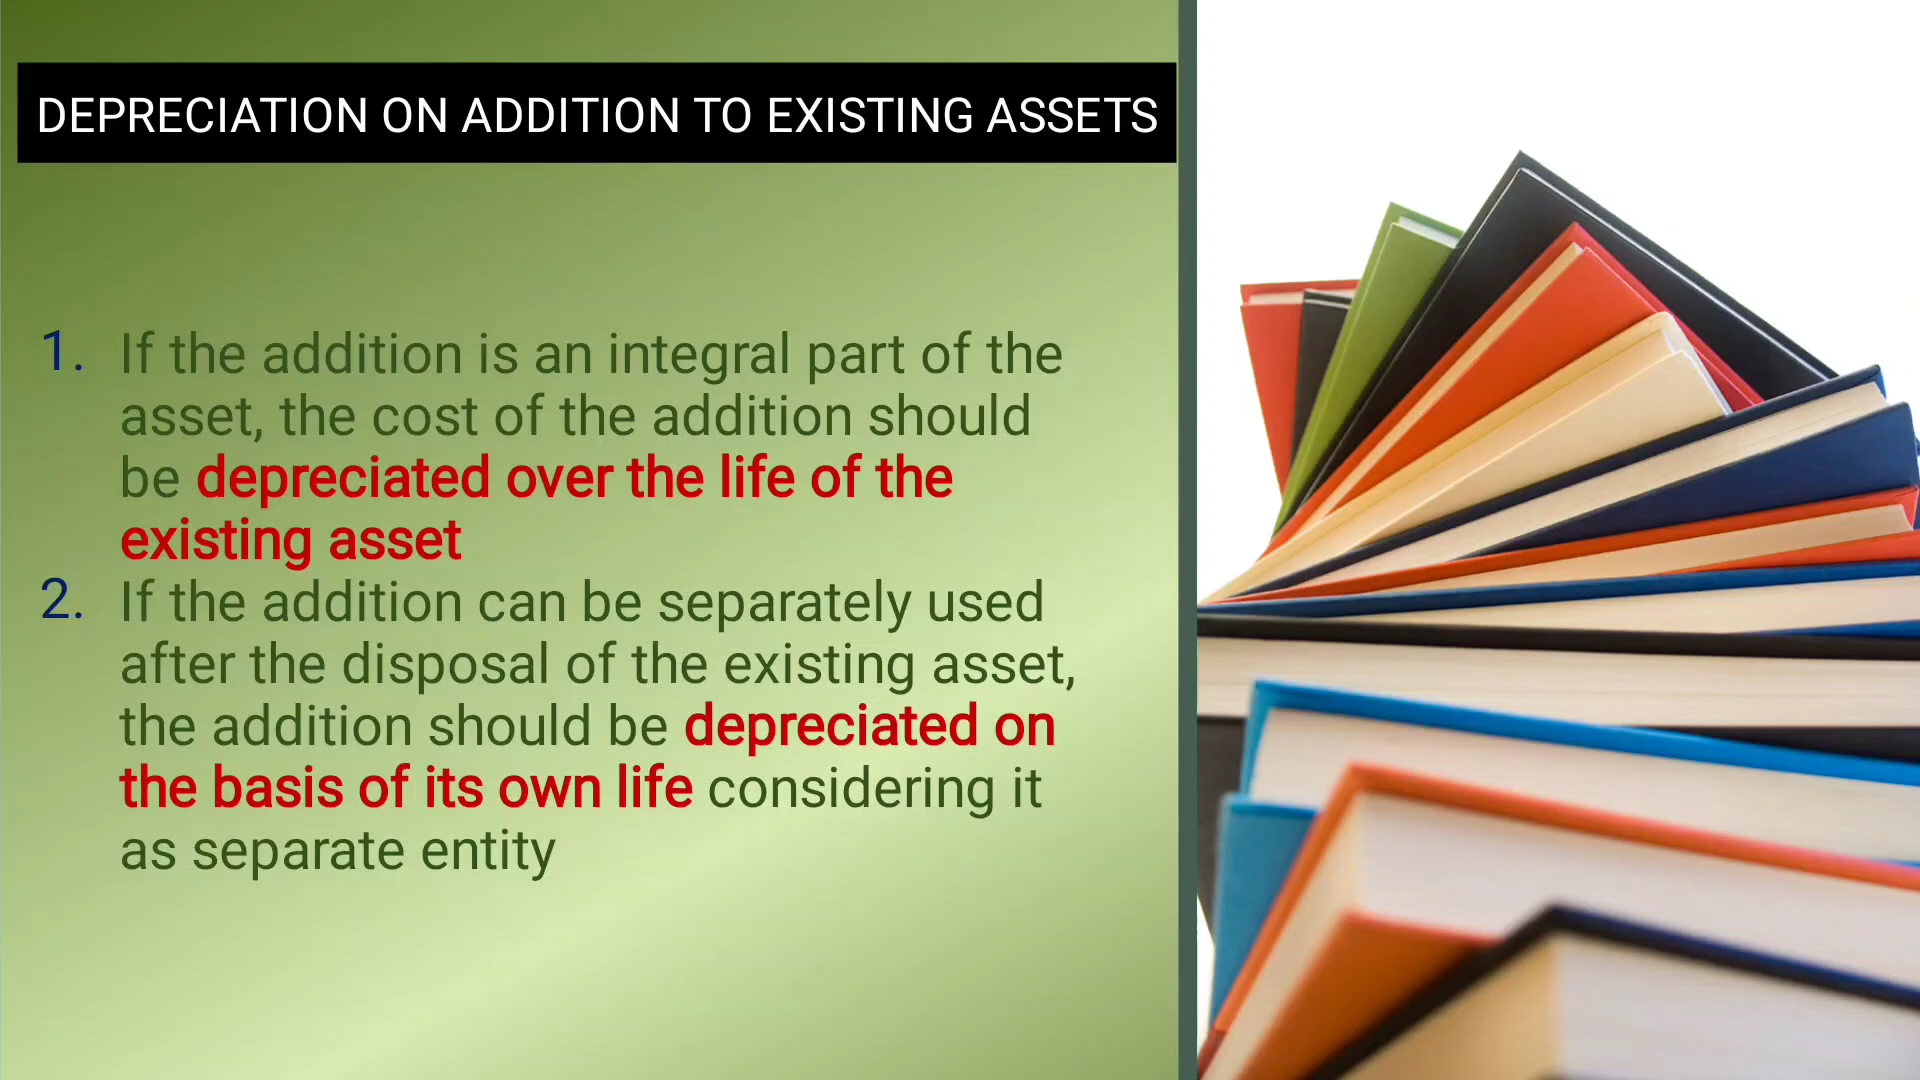 DEPRECIATION ON ADDITION TO EXISTING ASSETS
1. If the addition is an integral part of the
asset, the cost of the addition should
be depreciated over the life of the
existing asset
2. If the addition can be separately used
after the disposal of the existing asset,
the addition should be depreciated on
the basis of its own life considering it
as separate entity